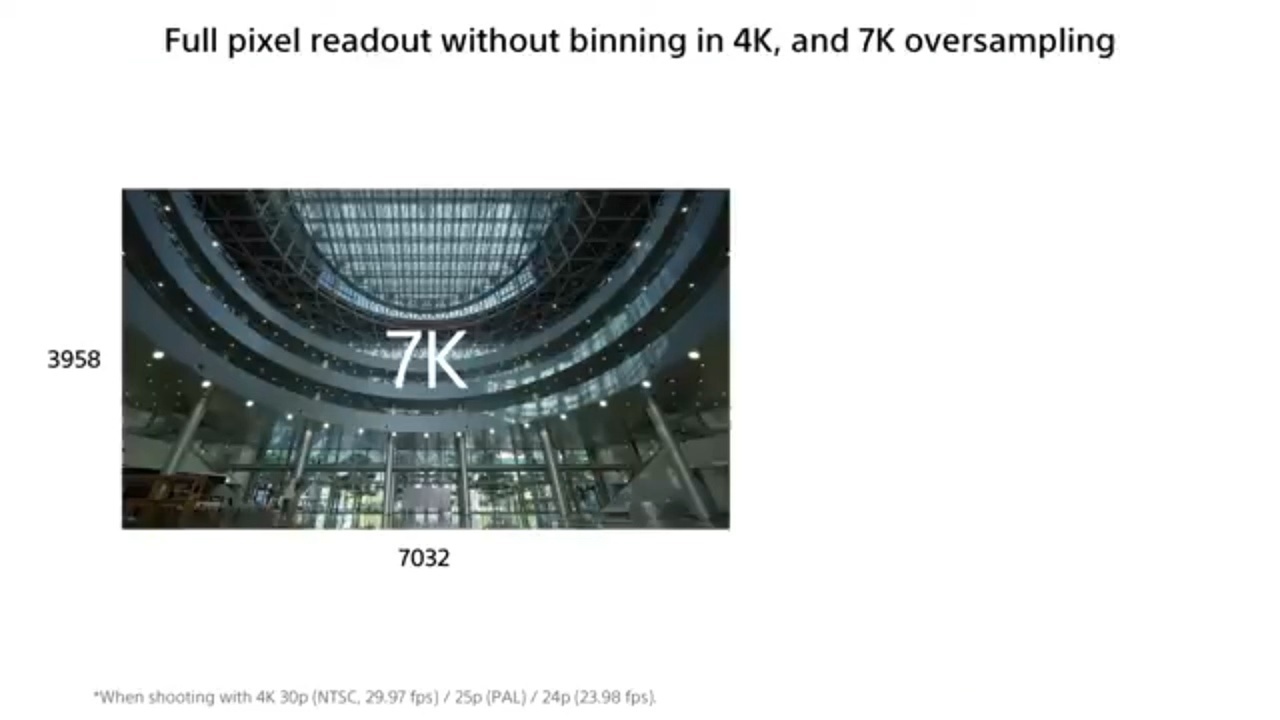 Full pixel readout without binning in 4K, and 7K oversampling
7K
3958
7032
*When shooting with 4K 30p (NTSC, 29.97 fps) / 25p (PAL) / 24p (23.98 fps).